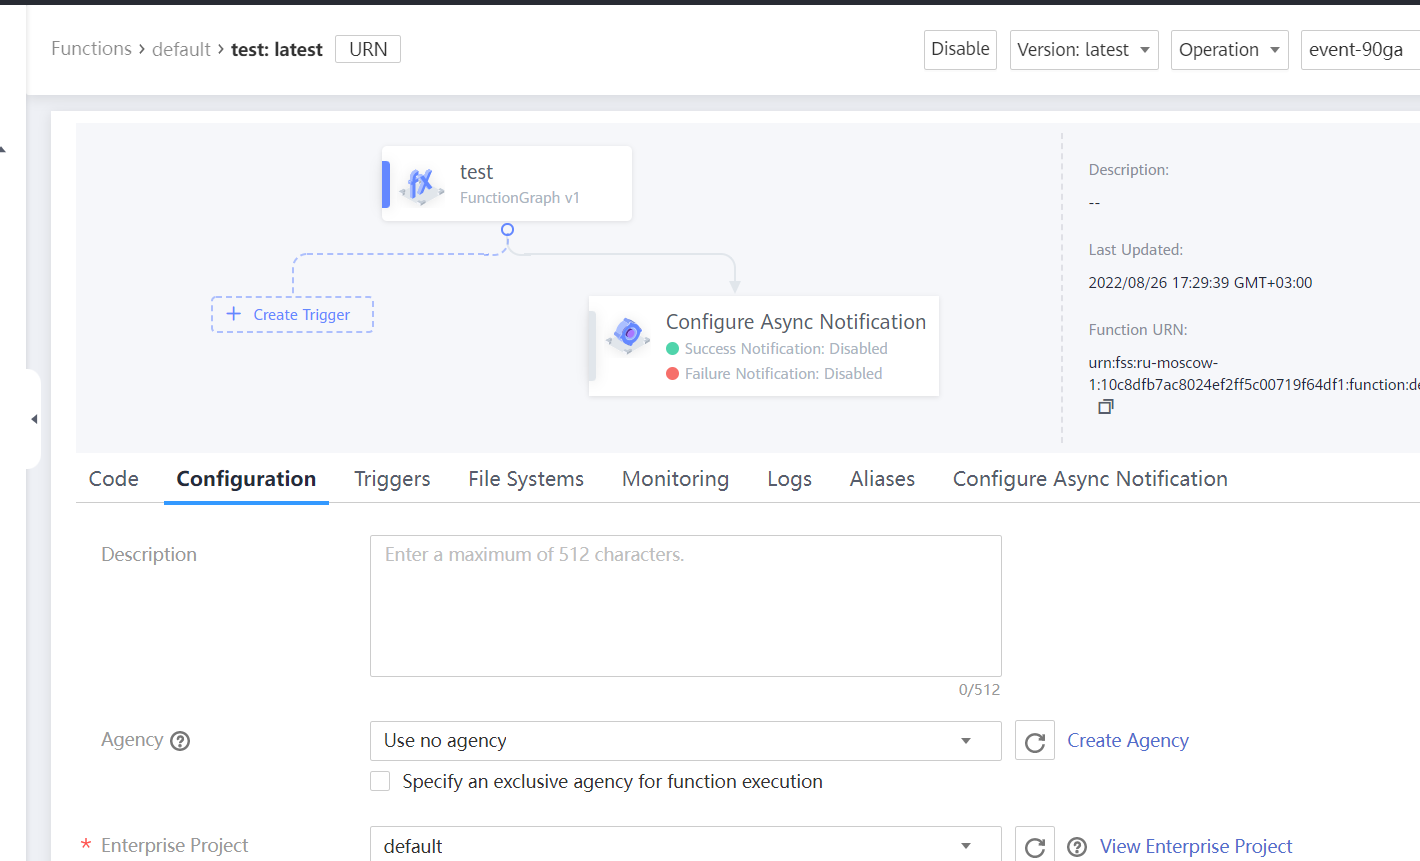 Functions › default › test: latest URN Disable Version: latest Operation event-90ga
test
FunctionGraph v1
Create Trigger
Configure Async Notification
Success Notification: Disabled
Failure Notification: Disabled
Description:
--
Last Updated:
2022/08/26 17:29:39 GMT+03:00
Function URN:
urn:fss:ru-moscow-
1:10c8dfb7ac8024ef2ff5c00719f64df1:function:de
Code Configuration Triggers File Systems Monitoring Logs Aliases Configure Async Notification
Description Enter a maximum of 512 characters.
0/512
Agency Use no agency Create Agency
Specify an exclusive agency for function execution
* Enterprise Project default View Enterprise Project